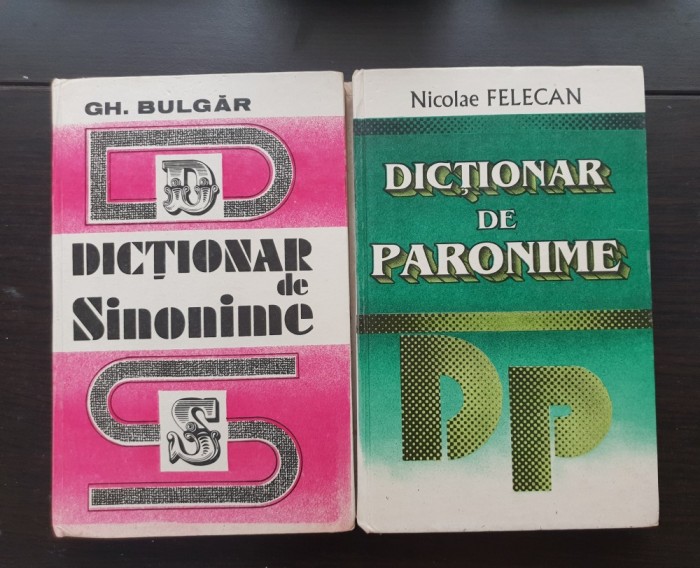 GH. BULGĂR
D
DICȚIONAR
de
Sinonime
S
Nicolae FELECAN
DICȚIONAR
DE
PARONIME
DP